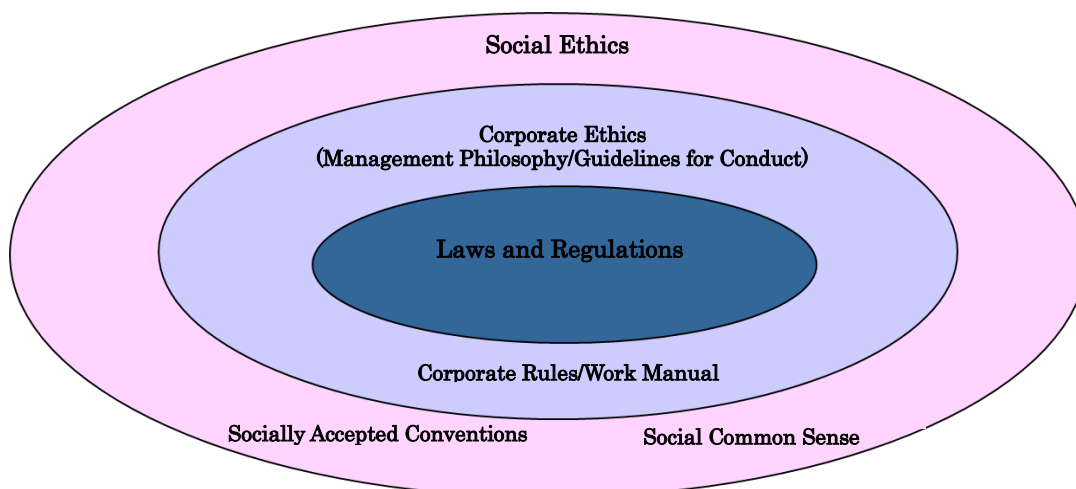 Social Ethics
Corporate Ethics
(Management Philosophy/Guidelines for Conduct)
Laws and Regulations
Corporate Rules/Work Manual
Socially Accepted Conventions
Social Common Sense